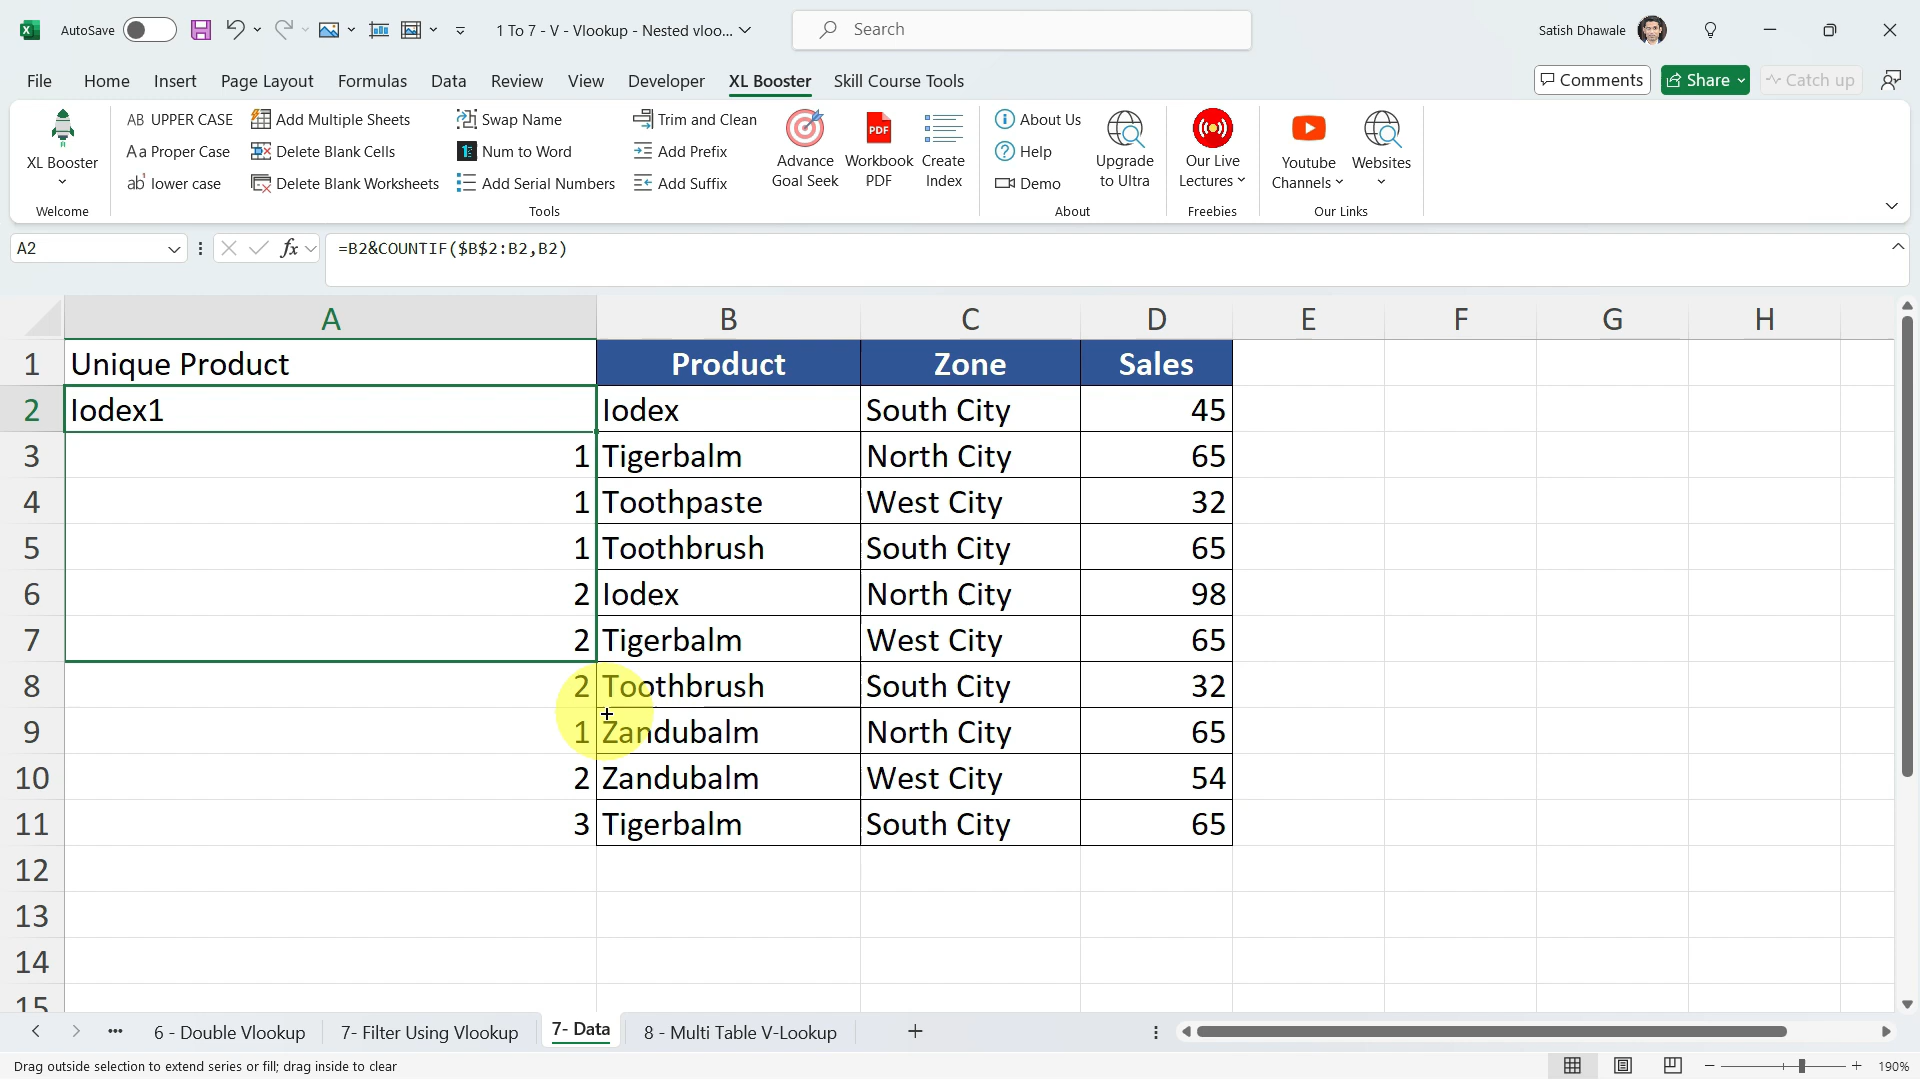 AutoSave
1 To 7 - V - Vlookup - Nested vloo...
Search
Satish Dhawale
File Home Insert Page Layout Formulas Data Review View Developer XL Booster Skill Course Tools
Comments Share Catch up
XL Booster
Welcome
AB UPPER CASE
Aa Proper Case
ab' lower case
Add Multiple Sheets
Delete Blank Cells
Delete Blank Worksheets
Swap Name
Num to Word
Add Serial Numbers
Trim and Clean
Add Prefix
Add Suffix
Advance
Goal Seek
PDF
Workbook
PDF
Create
Index
Tools
About Us
Help
Demo
Upgrade
to Ultra
About
Our Live
Lectures
Freebies
Youtube
Channels
Websites
Our Links
A2
fx
=B2&COUNTIF($B$2:B2,B2)
A B C D E F G H
1 Unique Product Product Zone Sales
2 Iodex1 Iodex South City 45
3 1 Tigerbalm North City 65
4 1 Toothpaste West City 32
5 1 Toothbrush South City 65
6 2 Iodex North City 98
7 2 Tigerbalm West City 65
8 2 Toothbrush South City 32
9 1 Zandubalm North City 65
10 2 Zandubalm West City 54
11 3 Tigerbalm South City 65
12
13
14
15
6 - Double Vlookup 7- Filter Using Vlookup 7- Data 8 - Multi Table V-Lookup
Drag outside selection to extend series or fill; drag inside to clear
190%